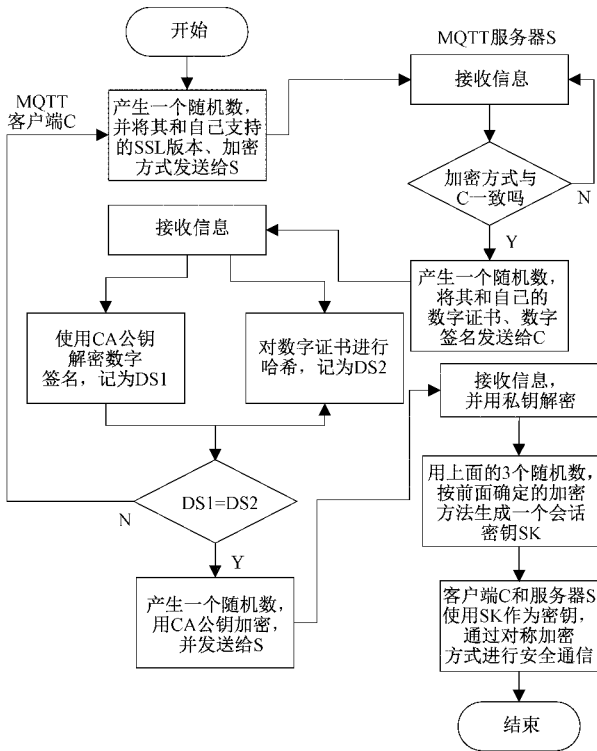 开始
MQTT服务器S
MQTT
客户端C
产生一个随机数，
并将其和自己支持
的SSL版本、加密
方式发送给S
接收信息
加密方式与
C一致吗
N
Y
接收信息
产生一个随机数，
将其和自己的
数字证书、数字
签名发送给C
使用CA公钥
解密数字
签名，记为DS1
对数字证书进行
哈希，记为DS2
接收信息，
并用私钥解密
DS1=DS2
N
Y
用上面的3个随机数，
按前面确定的加密
方法生成一个会话
密钥SK
产生一个随机数，
用CA公钥加密，
并发送给S
客户端C和服务器S
使用SK作为密钥，
通过对称加密
方式进行安全通信
结束